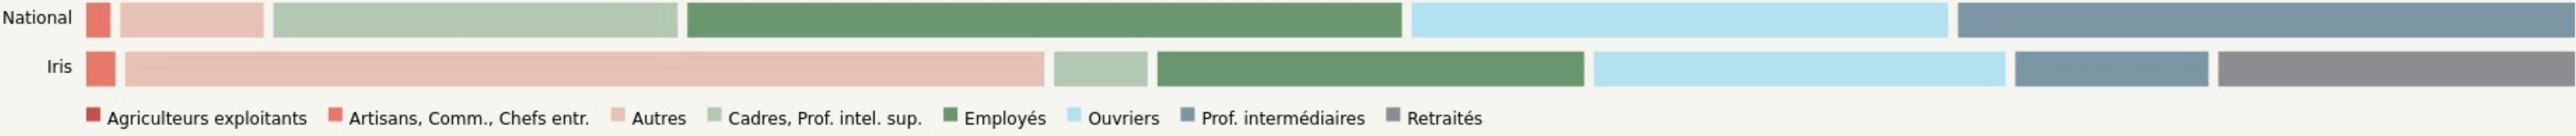 National
Iris
Agriculteurs exploitants Artisans, Comm., Chefs entr. Autres Cadres, Prof. intel. sup. Employés Ouvriers Prof. intermédiaires Retraités